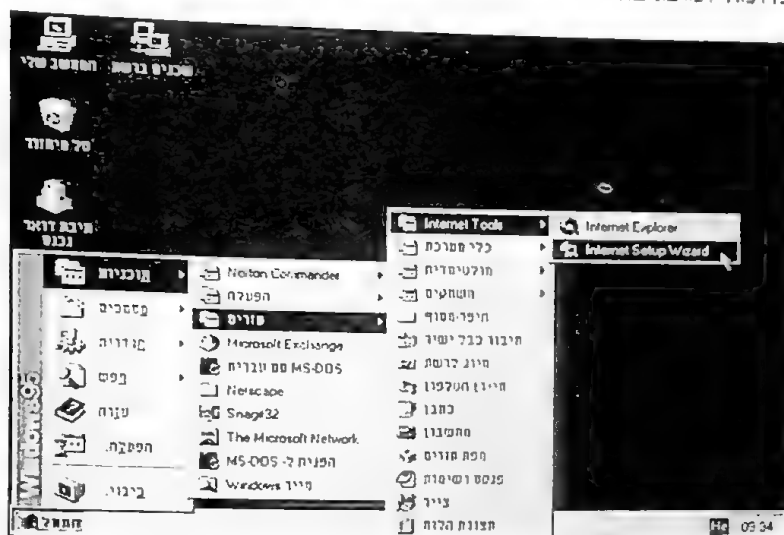 המחשב שלי
שכנים ברשת
סל מיחזור
תיבת דואר
נכנס
תוכניות
מסמכים
הגדרות
חפש
עזרה
הפעלה...
כיבוי...
Windows95
Norton Commander
הפעלה
עזרים
Microsoft Exchange
MS-DOS עם עברית
Netscape
Snagit32
The Microsoft Network
הפניה ל- MS-DOS
סייר Windows
Internet Tools
כלי מערכת
מולטימדיה
משחקים
היפר-מסוף
חיבור כבל ישיר
חיוג לרשת
חייגן הטלפון
כתבן
מחשבון
מפת תווים
פנקס רשימות
צייר
תצוגת הלוח
Internet Explorer
Internet Setup Wizard
התחל
He 09:34